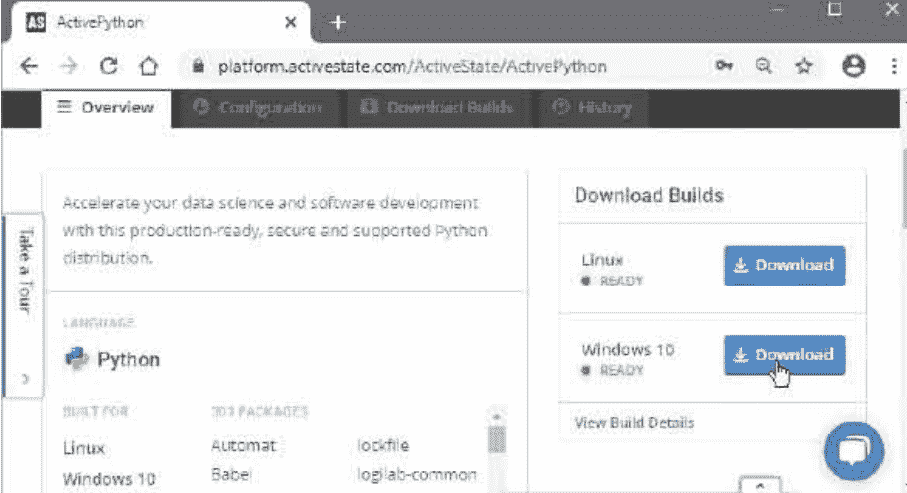 AS ActivePython
platform.activestate.com/ActiveState/ActivePython
Overview
Configuration
Download Builds
History
Take a Tour
Accelerate your data science and software development
with this production-ready, secure and supported Python
distribution.
LANGUAGE
Python
BUILT FOR
Linux
Windows 10
PACKAGES
Automat
lockfile
Babel
logilab-common
Download Builds
Linux
READY
Download
Windows 10
READY
Download
View Build Details